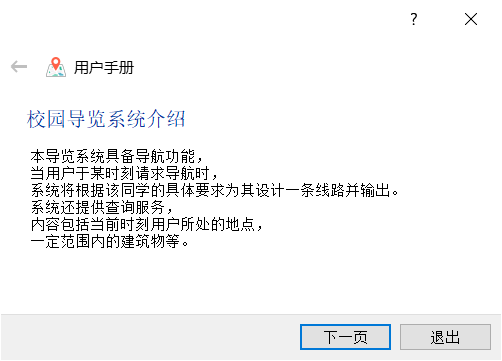 ?
用户手册
校园导览系统介绍
本导览系统具备导航功能，
当用户于某时刻请求导航时，
系统将根据该同学的具体要求为其设计一条线路并输出。
系统还提供查询服务，
内容包括当前时刻用户所处的地点，
一定范围内的建筑物等。
下一页 退出